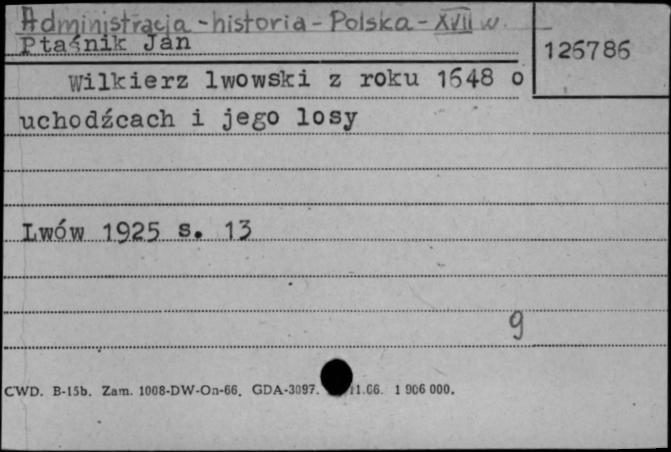 Administracja - historia - Polska - XVII w.
Ptaśnik Jan
126786
Wilkierz lwowski z roku 1648 o
uchodźcach i jego losy
Lwów 1925 s. 13
9
CWD. B-15b. Zam. 1008-DW-On-66. GDA-3097. 11.66. 1 906 000.